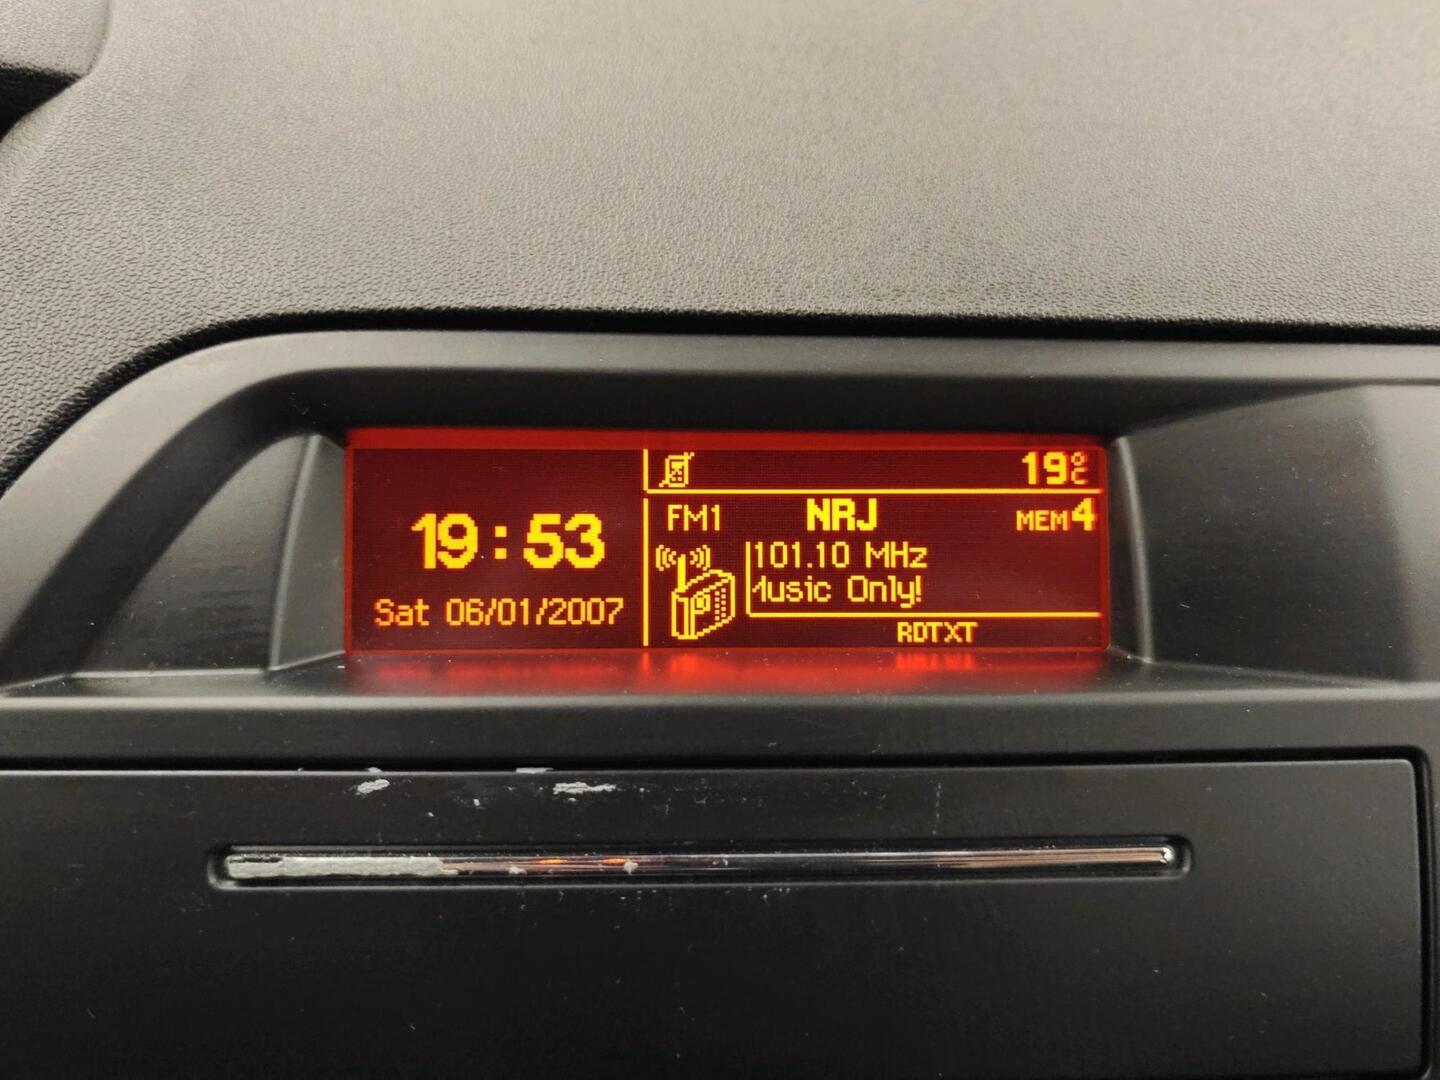 19:53
Sat 06/01/2007
19°C
FM1 NRJ MEM4
101.10 MHz
Music Only!
RDTXT